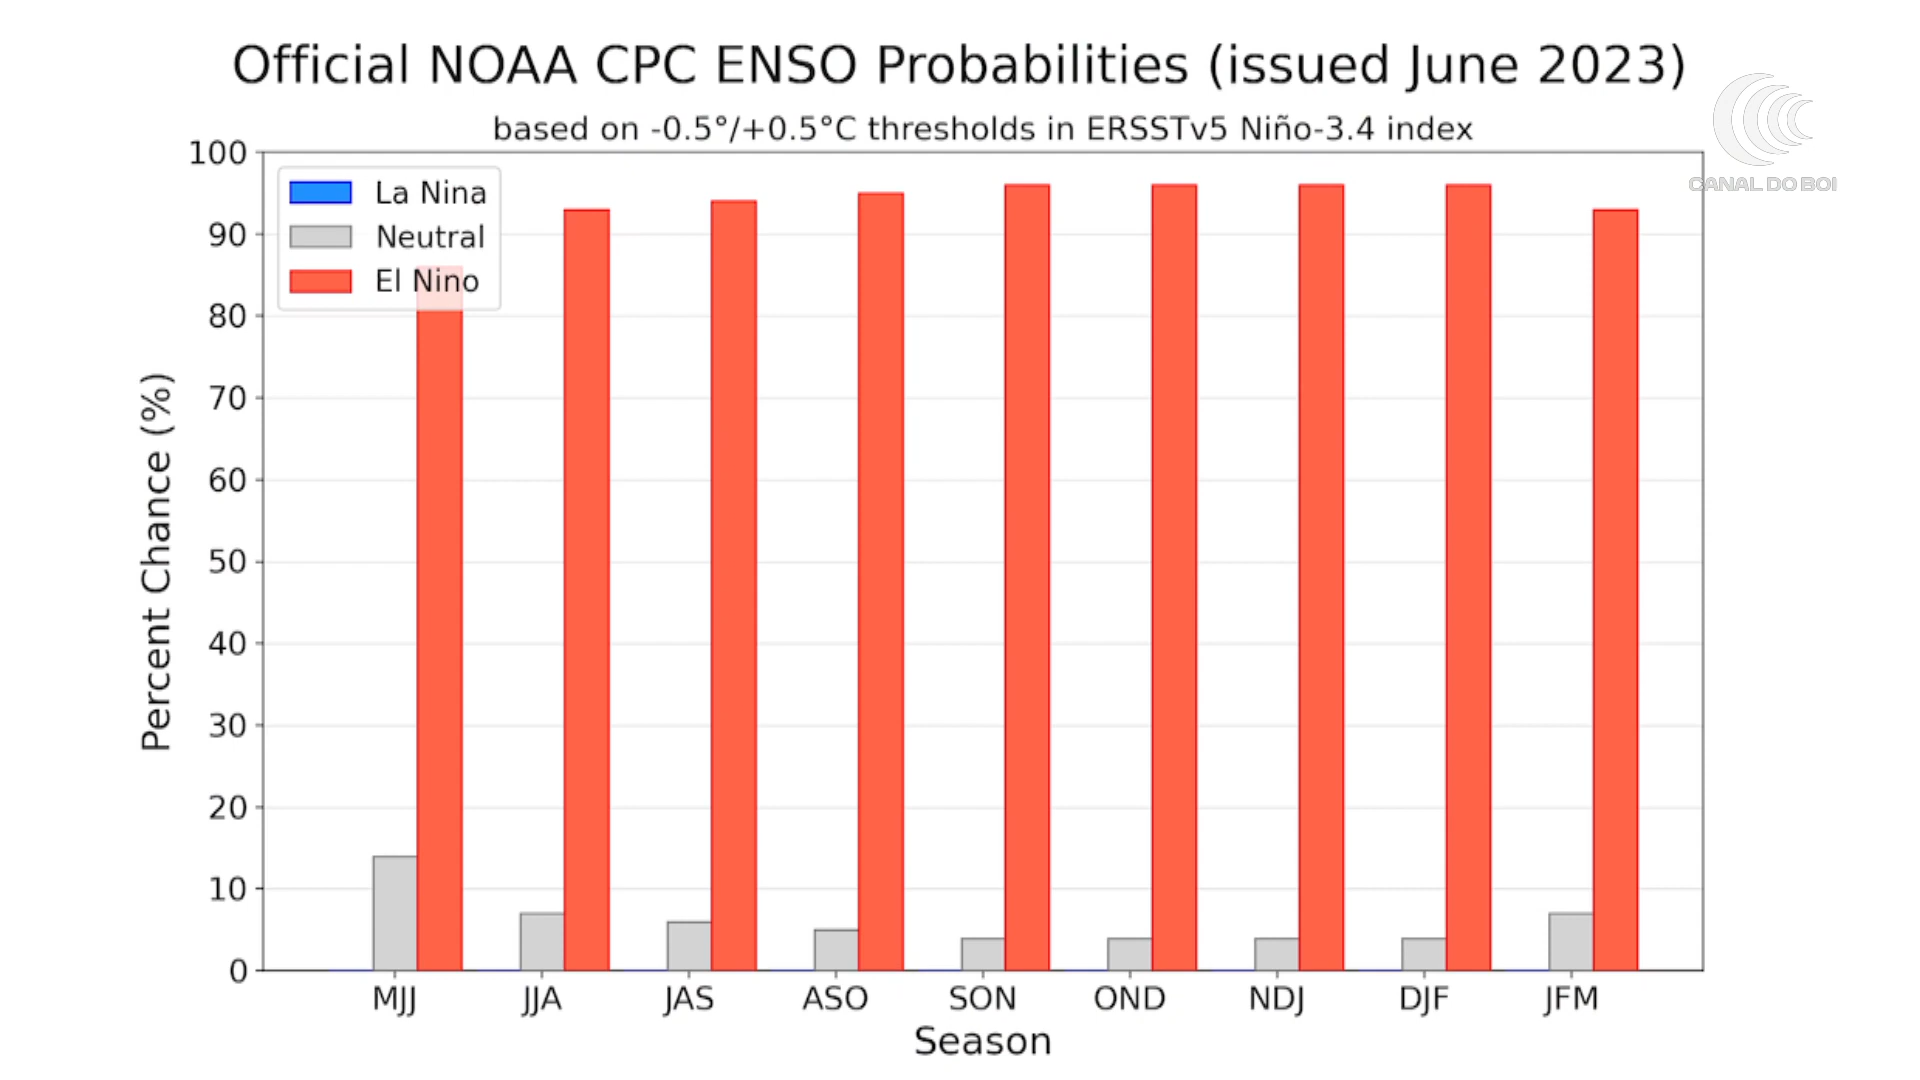 Official NOAA CPC ENSO Probabilities (issued June 2023)
based on -0.5°/+0.5°C thresholds in ERSSTv5 Niño-3.4 index
CANAL DO BOI
La Nina
Neutral
El Nino
Percent Chance (%)
100
90
80
70
60
50
40
30
20
10
0
MJJ JJA JAS ASO SON OND NDJ DJF JFM
Season